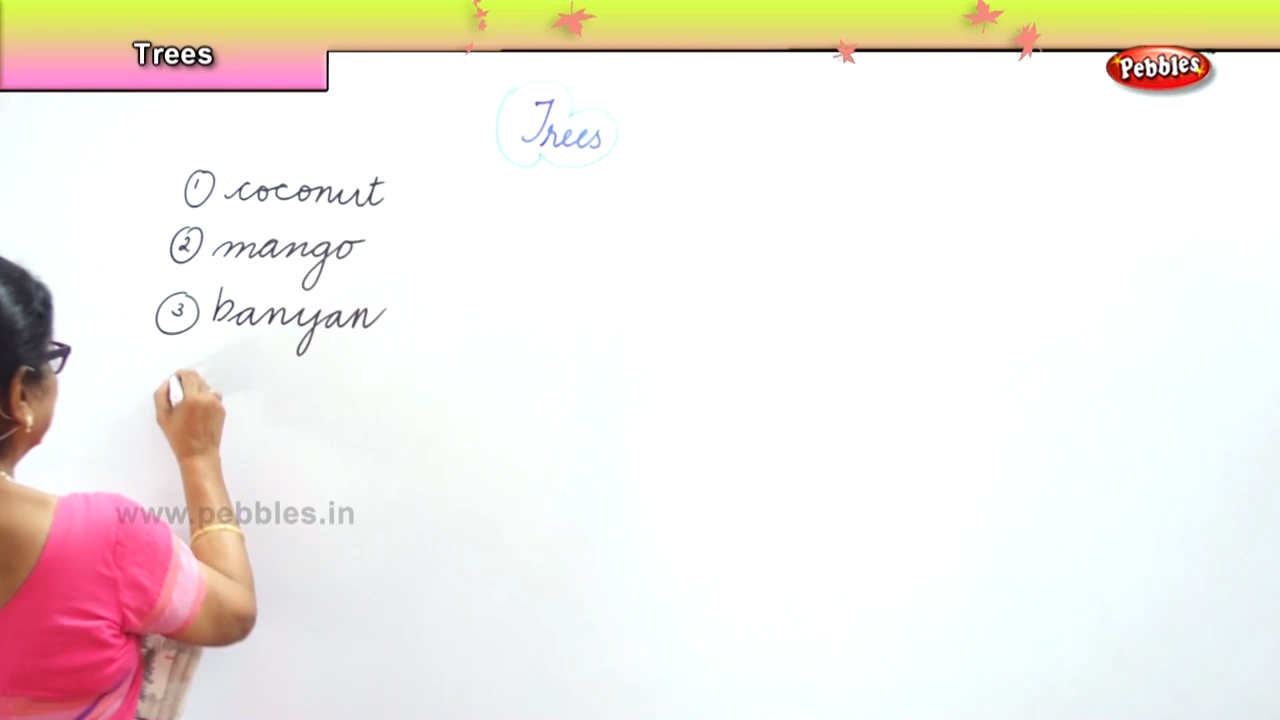 Trees
Pebbles
Trees
1 coconut
2 mango
3 banyan
www.pebbles.in